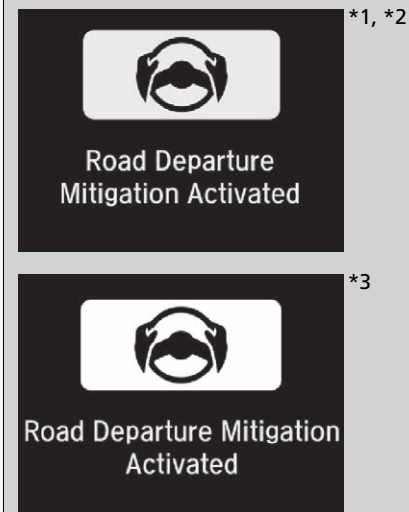 *1, *2
Road Departure
Mitigation Activated
*3
Road Departure Mitigation
Activated